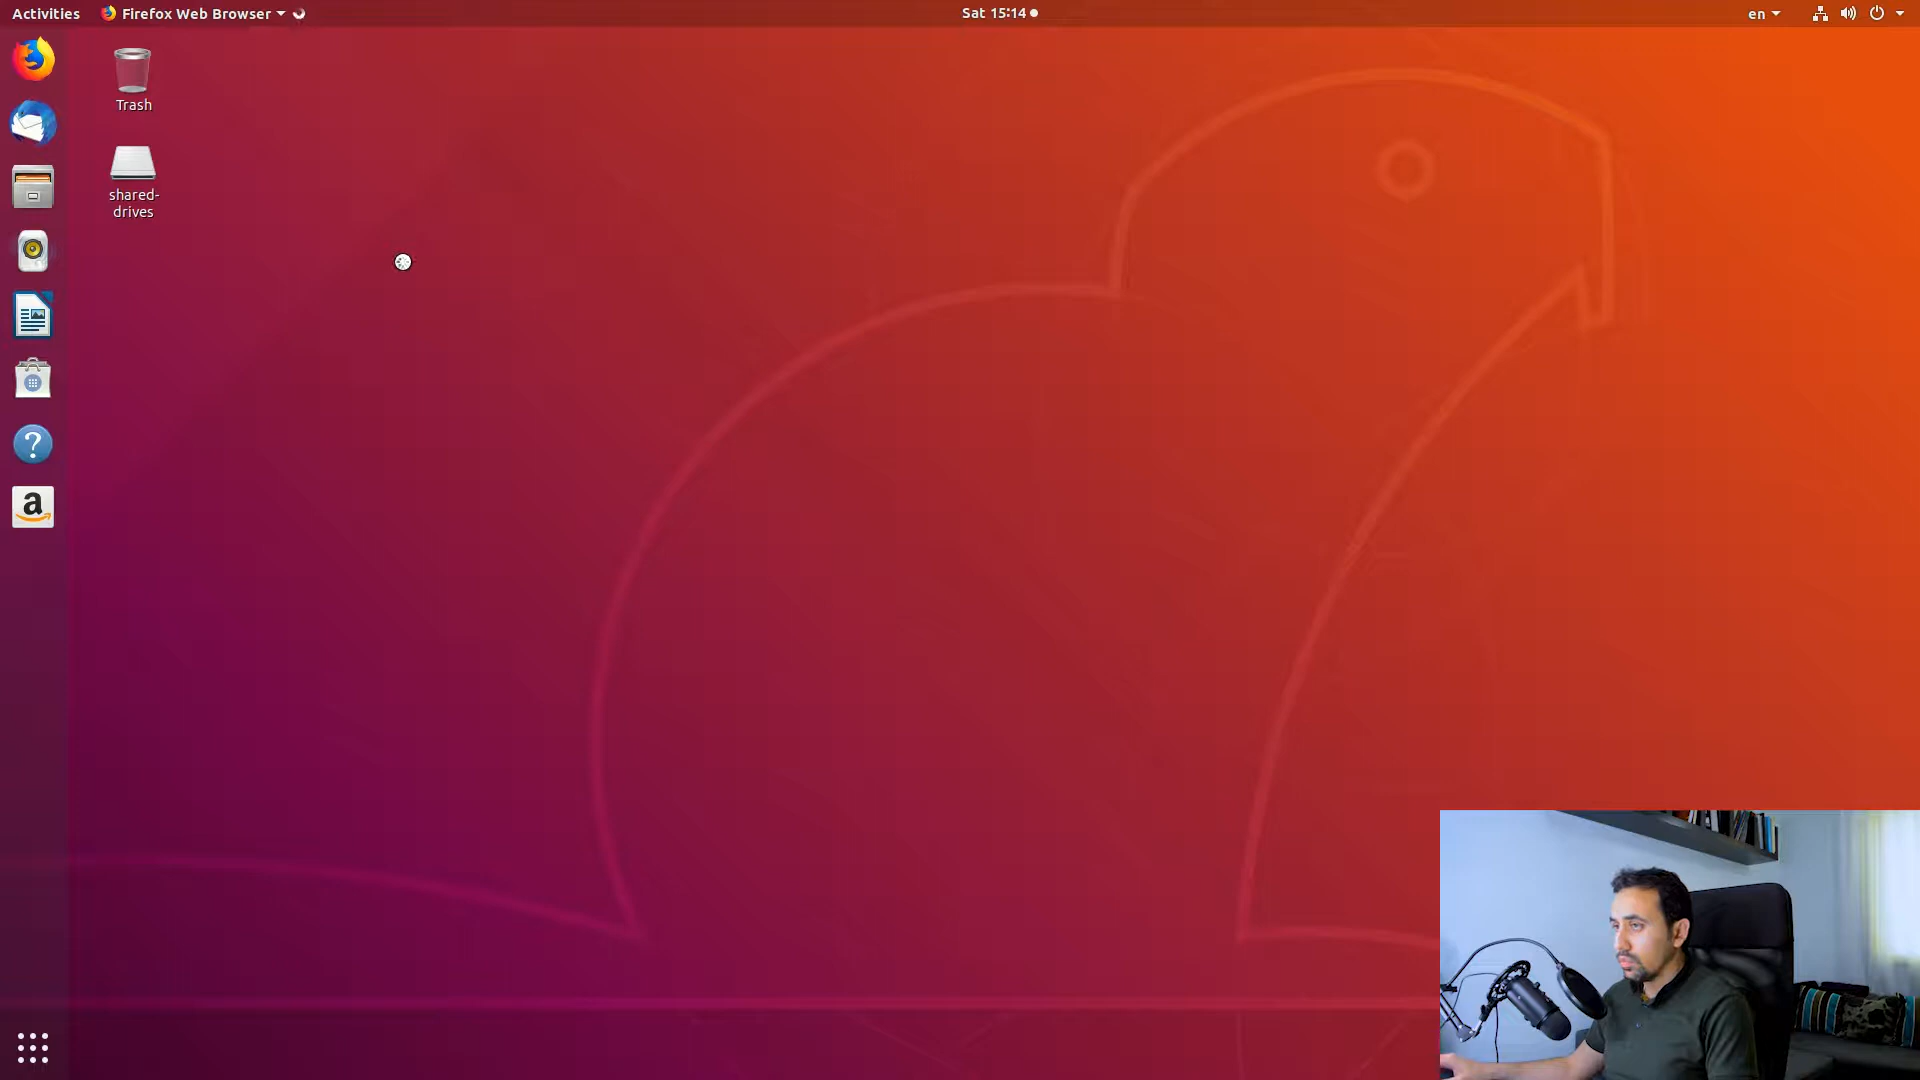 Activities
Firefox Web Browser
Sat 15:14
en
Trash
shared-
drives
?
a